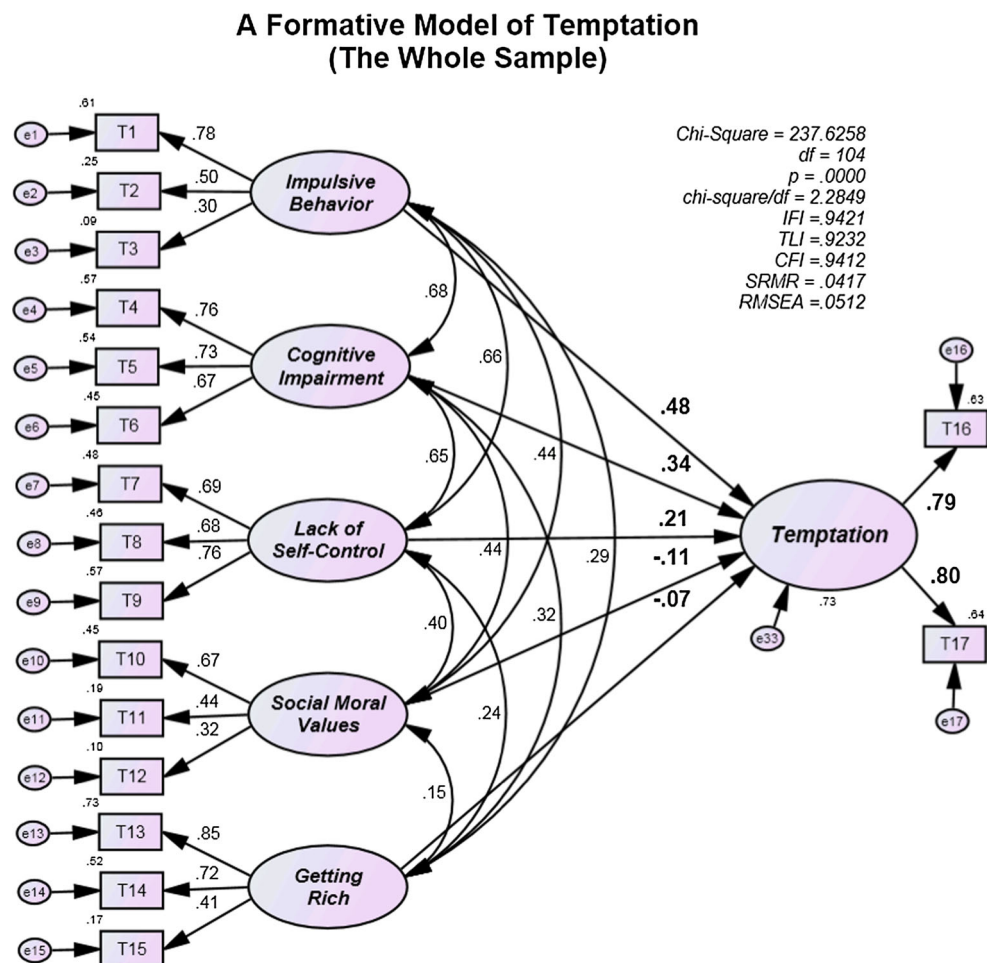 A Formative Model of Temptation
(The Whole Sample)
Chi-Square = 237.6258
df = 104
p = .0000
chi-square/df = 2.2849
IFI =.9421
TLI =.9232
CFI =.9412
SRMR = .0417
RMSEA =.0512
.61
e1 T1 .78
.25
e2 T2 .50
.30
.09
e3 T3
Impulsive
Behavior
.57
e4 T4 .76
.54
e5 T5 .73
.67
.45
e6 T6
Cognitive
Impairment
.48
e7 T7 .69
.46
e8 T8 .68
.76
.57
e9 T9
Lack of
Self-Control
.45
e10 T10 .67
.19
e11 T11 .44
.32
.10
e12 T12
Social Moral
Values
.73
e13 T13 .85
.52
e14 T14 .72
.41
.17
e15 T15
Getting
Rich
.68
.66
.65
.44
.44
.29
.40
.32
.24
.15
.48
.34
.21
-.11
-.07
Temptation
.73
e33
e16
.63
T16
.79
.80
.64
T17
e17